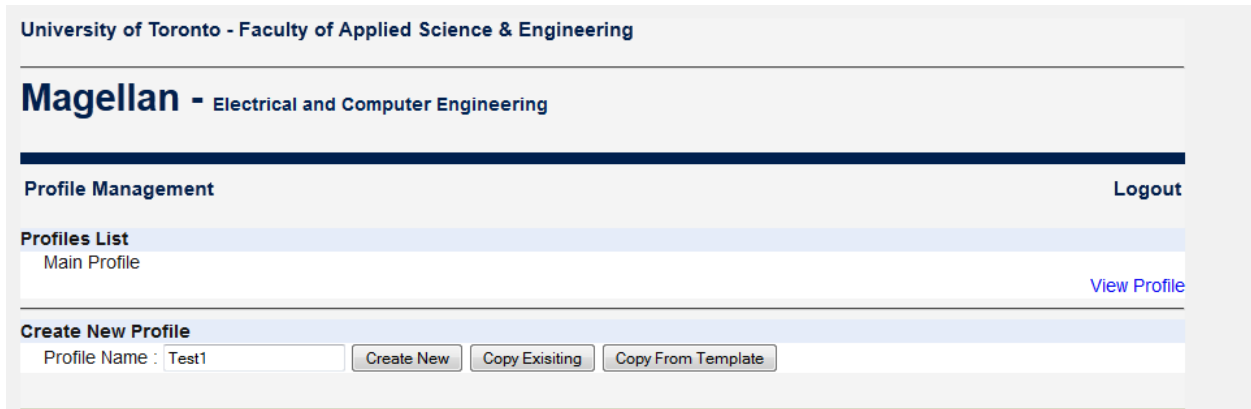 University of Toronto - Faculty of Applied Science & Engineering
Magellan - Electrical and Computer Engineering
Profile Management Logout
Profiles List
Main Profile
View Profile
Create New Profile
Profile Name : Test1 Create New Copy Exisiting Copy From Template